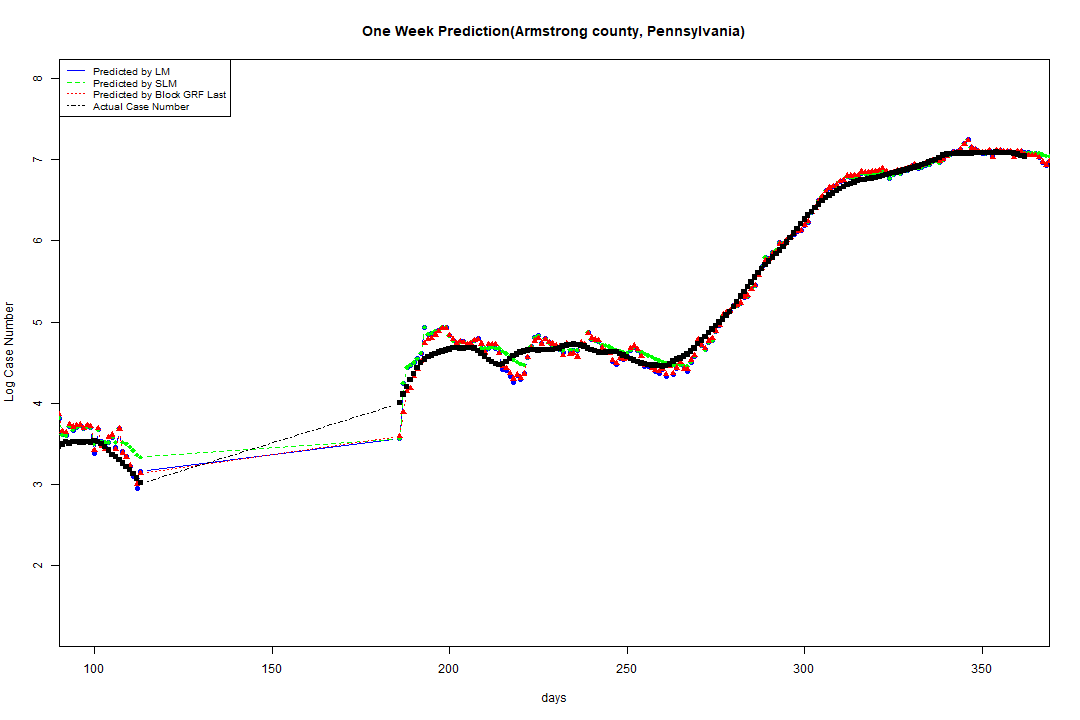 One Week Prediction(Armstrong county, Pennsylvania)
Predicted by LM
Predicted by SLM
Predicted by Block GRF Last
Actual Case Number
8
7
6
5
4
3
2
Log Case Number
100 150 200 250 300 350
days